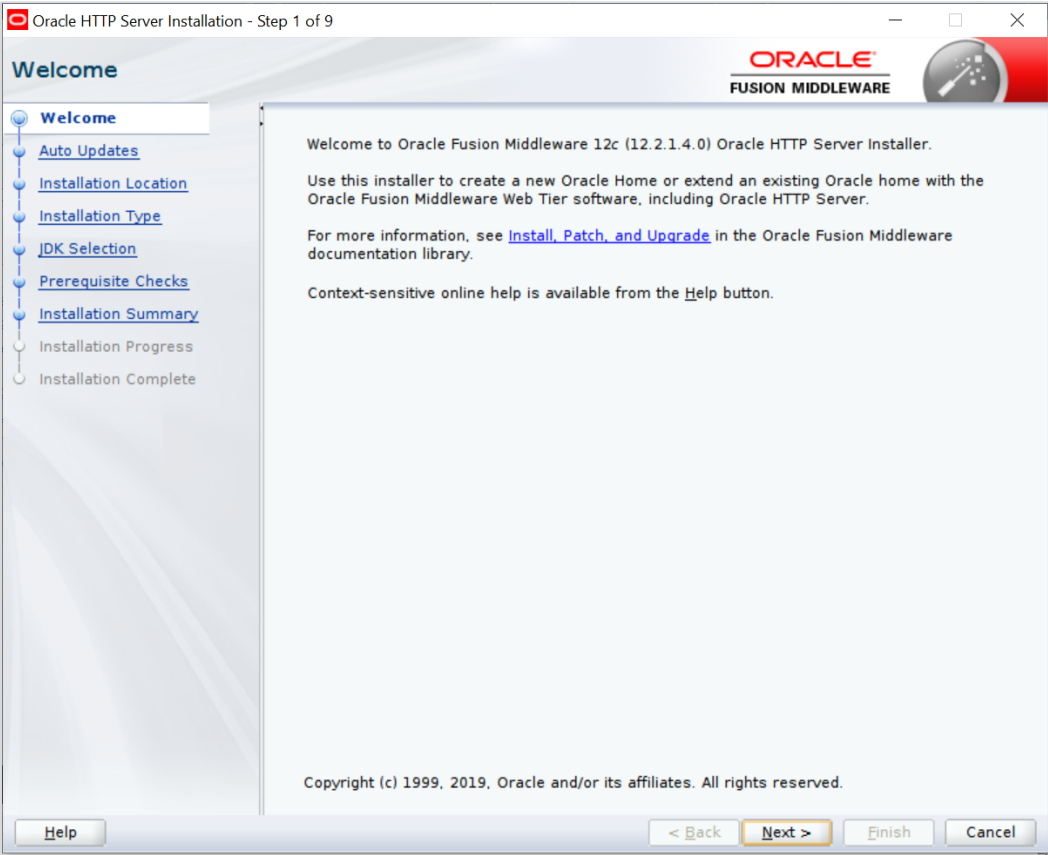 Oracle HTTP Server Installation - Step 1 of 9
Welcome
ORACLE
FUSION MIDDLEWARE
Welcome
Auto Updates
Installation Location
Installation Type
JDK Selection
Prerequisite Checks
Installation Summary
Installation Progress
Installation Complete
Welcome to Oracle Fusion Middleware 12c (12.2.1.4.0) Oracle HTTP Server Installer.
Use this installer to create a new Oracle Home or extend an existing Oracle home with the
Oracle Fusion Middleware Web Tier software, including Oracle HTTP Server.
For more information, see Install, Patch, and Upgrade in the Oracle Fusion Middleware
documentation library.
Context-sensitive online help is available from the Help button.
Copyright (c) 1999, 2019, Oracle and/or its affiliates. All rights reserved.
Help
< Back
Next >
Finish
Cancel